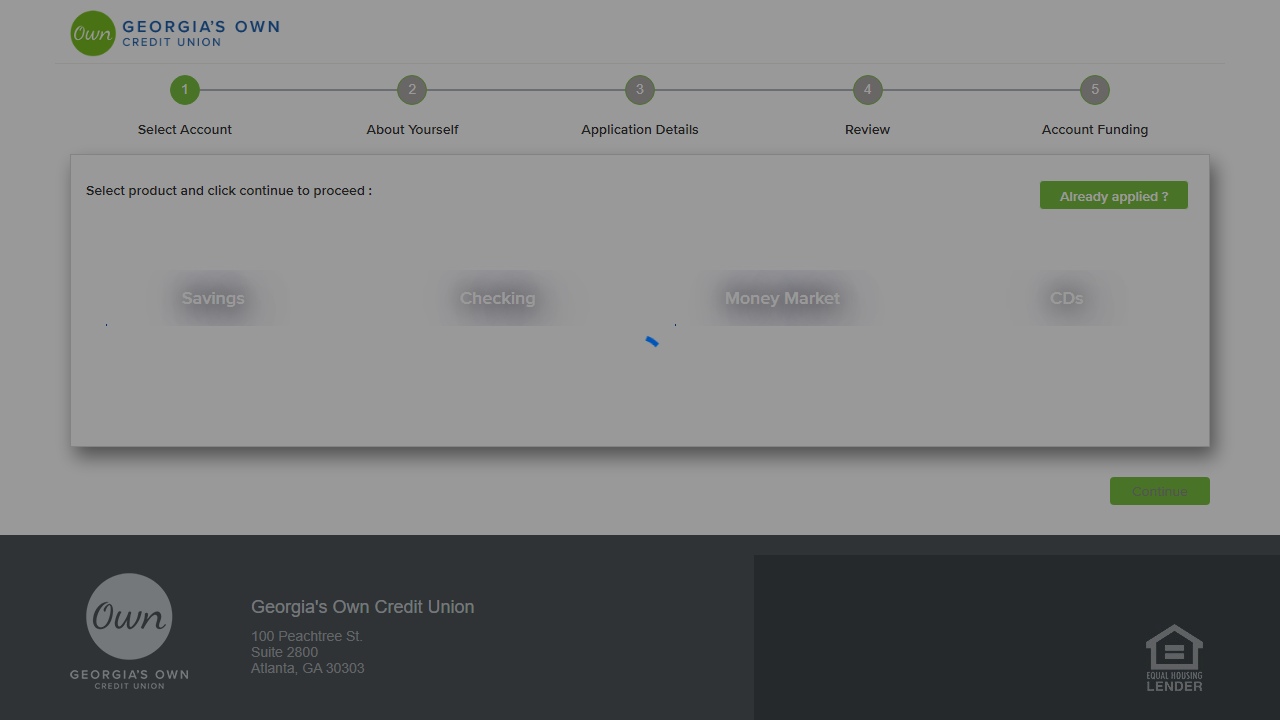 Own GEORGIA'S OWN
CREDIT UNION
1 2 3 4 5
Select Account About Yourself Application Details Review Account Funding
Select product and click continue to proceed :
Already applied ?
Savings Checking Money Market CDs
Continue
Own
GEORGIA'S OWN
CREDIT UNION
Georgia's Own Credit Union
100 Peachtree St.
Suite 2800
Atlanta, GA 30303
EQUAL HOUSING
LENDER